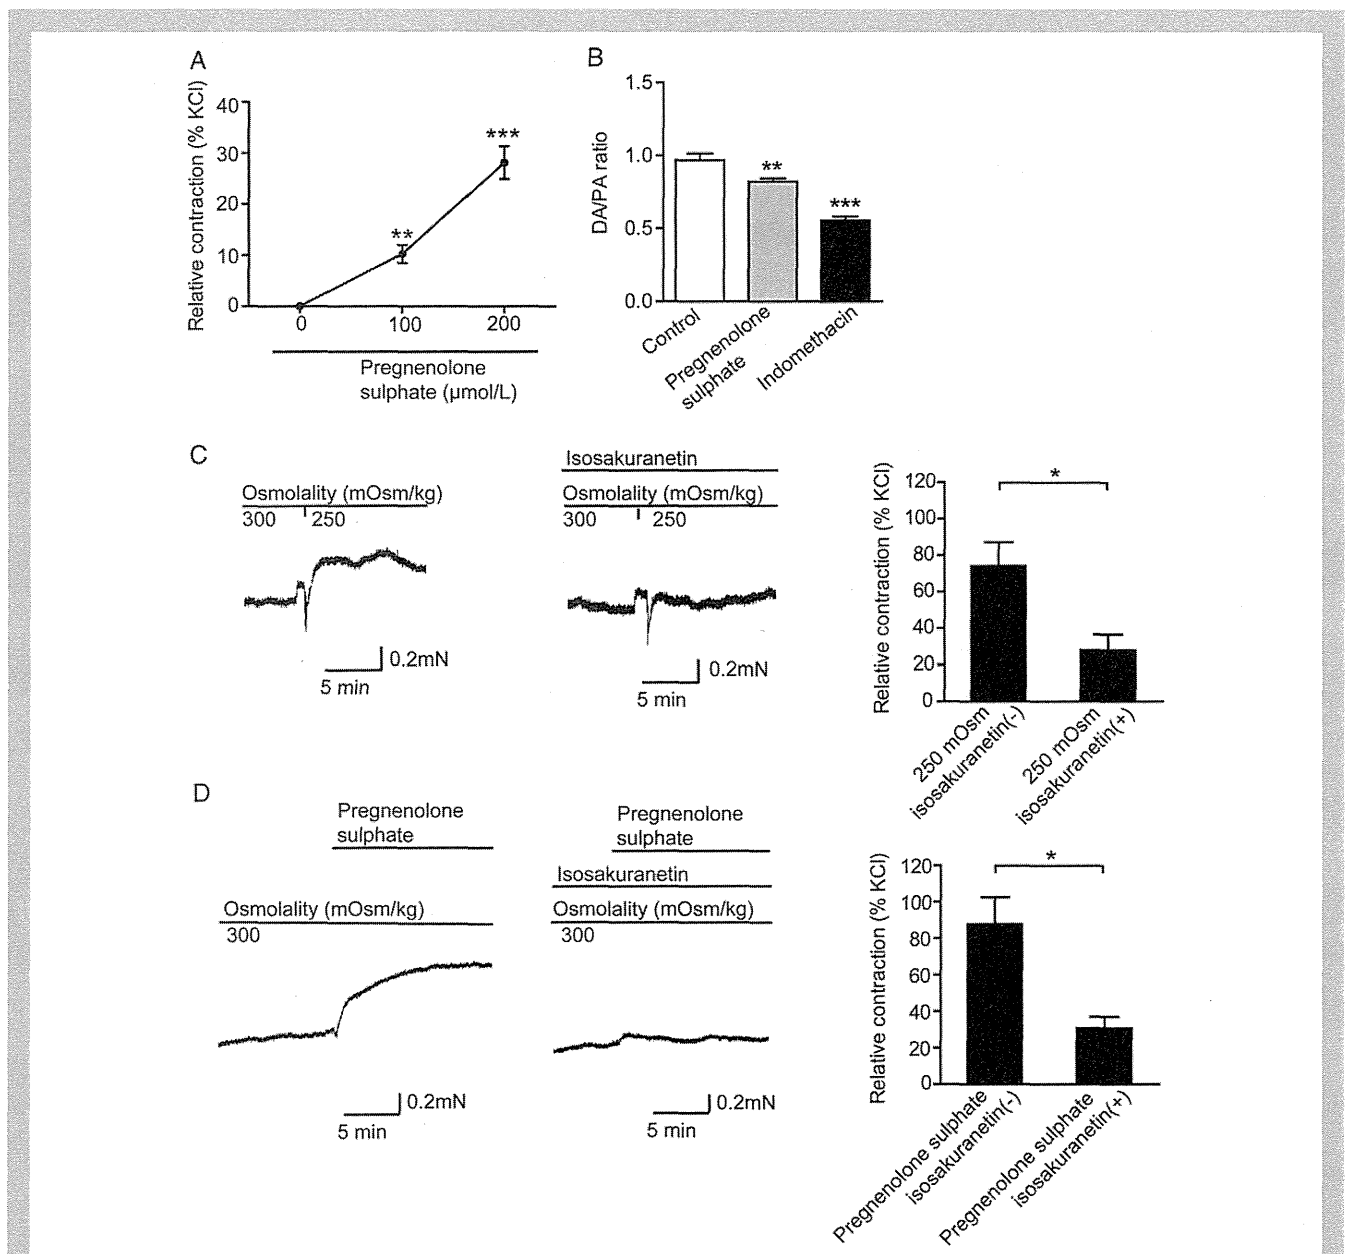 A
Relative contraction (% KCl)
40
30
20
10
0
**
***
0 100 200
Pregnenolone
sulphate (µmol/L)
B
DA/PA ratio
1.5
1.0
0.5
0.0
**
***
Control
Pregnenolone
sulphate
Indomethacin
C
Osmolality (mOsm/kg)
300 250
0.2mN
5 min
Isosakuranetin
Osmolality (mOsm/kg)
300 250
0.2mN
5 min
Relative contraction (% KCl)
120
100
80
60
40
20
0
*
250 mOsm
isosakuranetin(-)
250 mOsm
isosakuranetin(+)
D
Pregnenolone
sulphate
Osmolality (mOsm/kg)
300
0.2mN
5 min
Pregnenolone
sulphate
Isosakuranetin
Osmolality (mOsm/kg)
300
0.2mN
5 min
Relative contraction (% KCl)
120
100
80
60
40
20
0
*
Pregnenolone sulphate
isosakuranetin(-)
Pregnenolone sulphate
isosakuranetin(+)